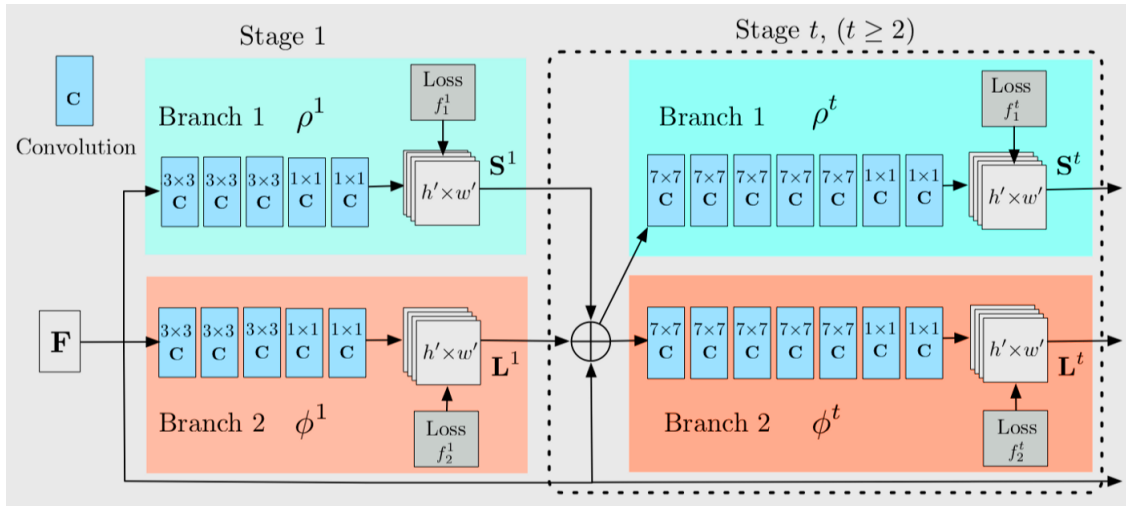 Stage 1
Stage t, (t ≥ 2)
C
Convolution
Branch 1 ρ¹
Loss
f₁¹
3×3 3×3 3×3 1×1 1×1
C C C C C
h′×w′
S¹
Branch 1 ρᵗ
Loss
f₁ᵗ
7×7 7×7 7×7 7×7 7×7 1×1 1×1
C C C C C C C
h′×w′
Sᵗ
F
3×3 3×3 3×3 1×1 1×1
C C C C C
h′×w′
L¹
Branch 2 ϕ¹
Loss
f₂¹
7×7 7×7 7×7 7×7 7×7 1×1 1×1
C C C C C C C
h′×w′
Lᵗ
Branch 2 ϕᵗ
Loss
f₂ᵗ